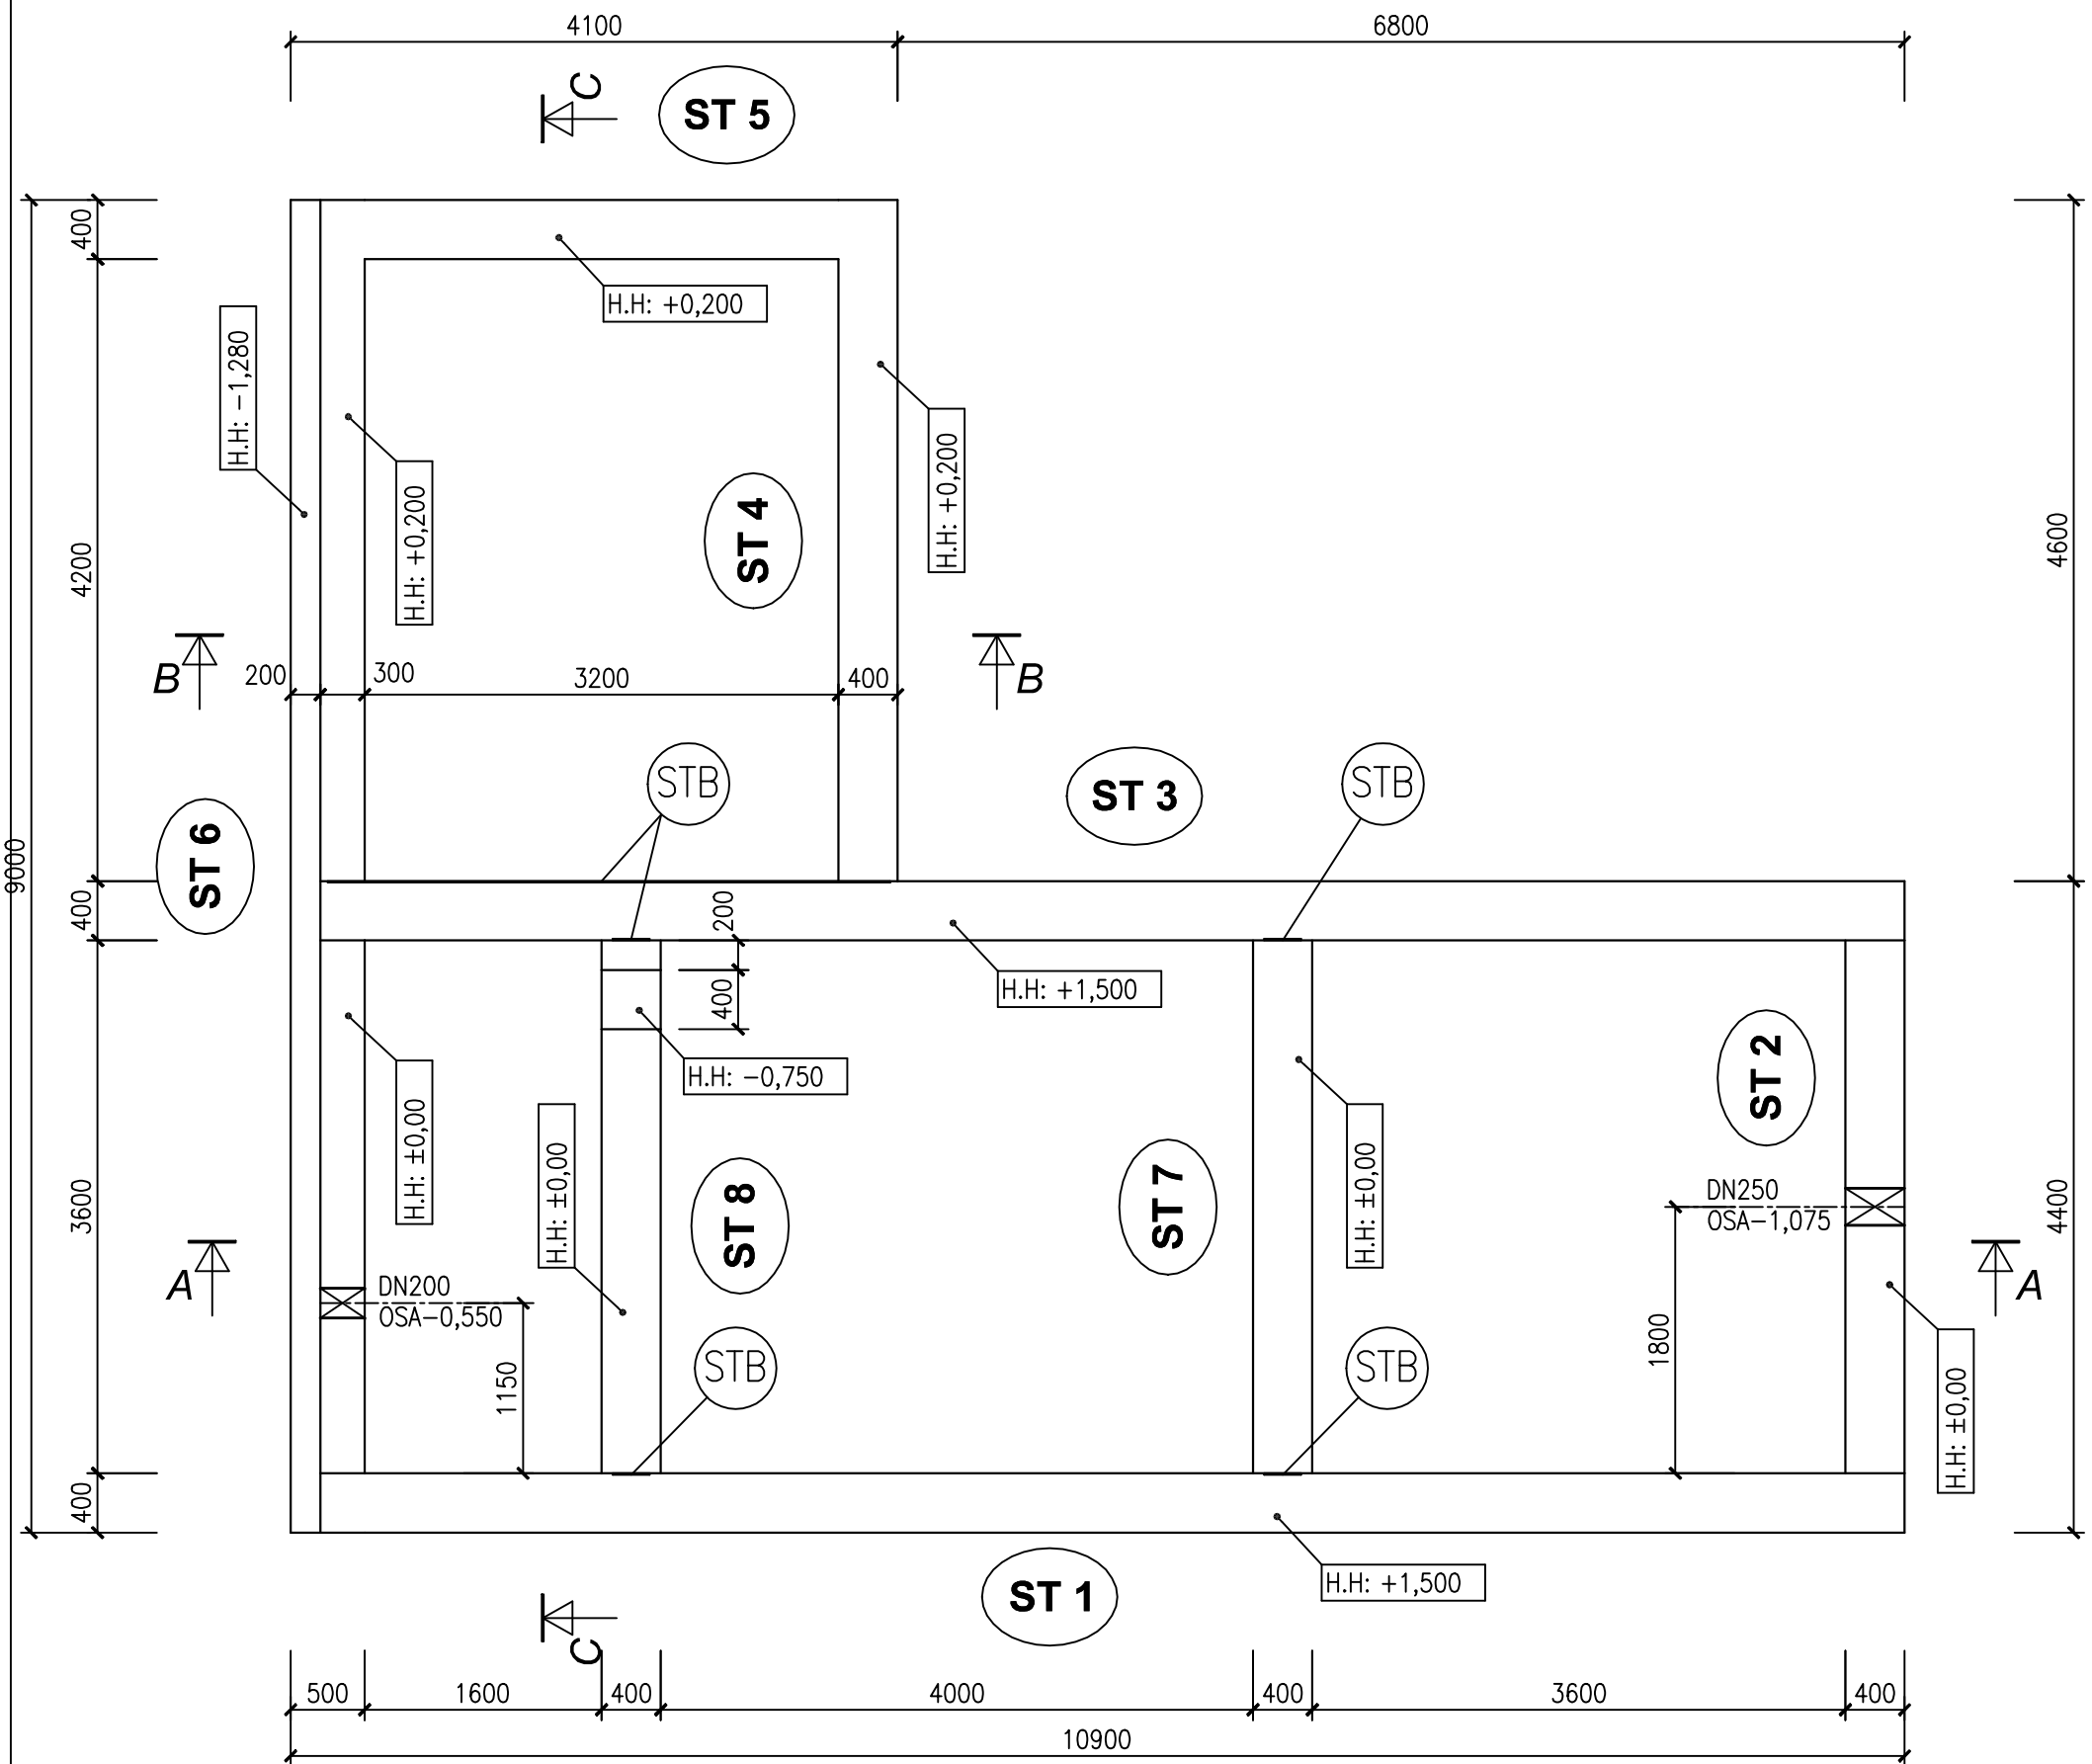 4100
6800
C
ST 5
400
H.H: +0,200
H.H: -1,280
H.H: +0,200
H.H: +0,200
ST 4
4200
4600
B
200
300
3200
400
B
STB
ST 3
STB
ST 6
9000
400
200
H.H: +1,500
400
H.H: -0,750
ST 2
H.H: ±0,00
H.H: ±0,00
ST 8
ST 7
H.H: ±0,00
DN250
OSA-1,075
3600
4400
A
DN200
OSA-0,550
A
1150
STB
STB
1800
H.H: ±0,00
400
H.H: +1,500
ST 1
C
500
1600
400
4000
400
3600
400
10900